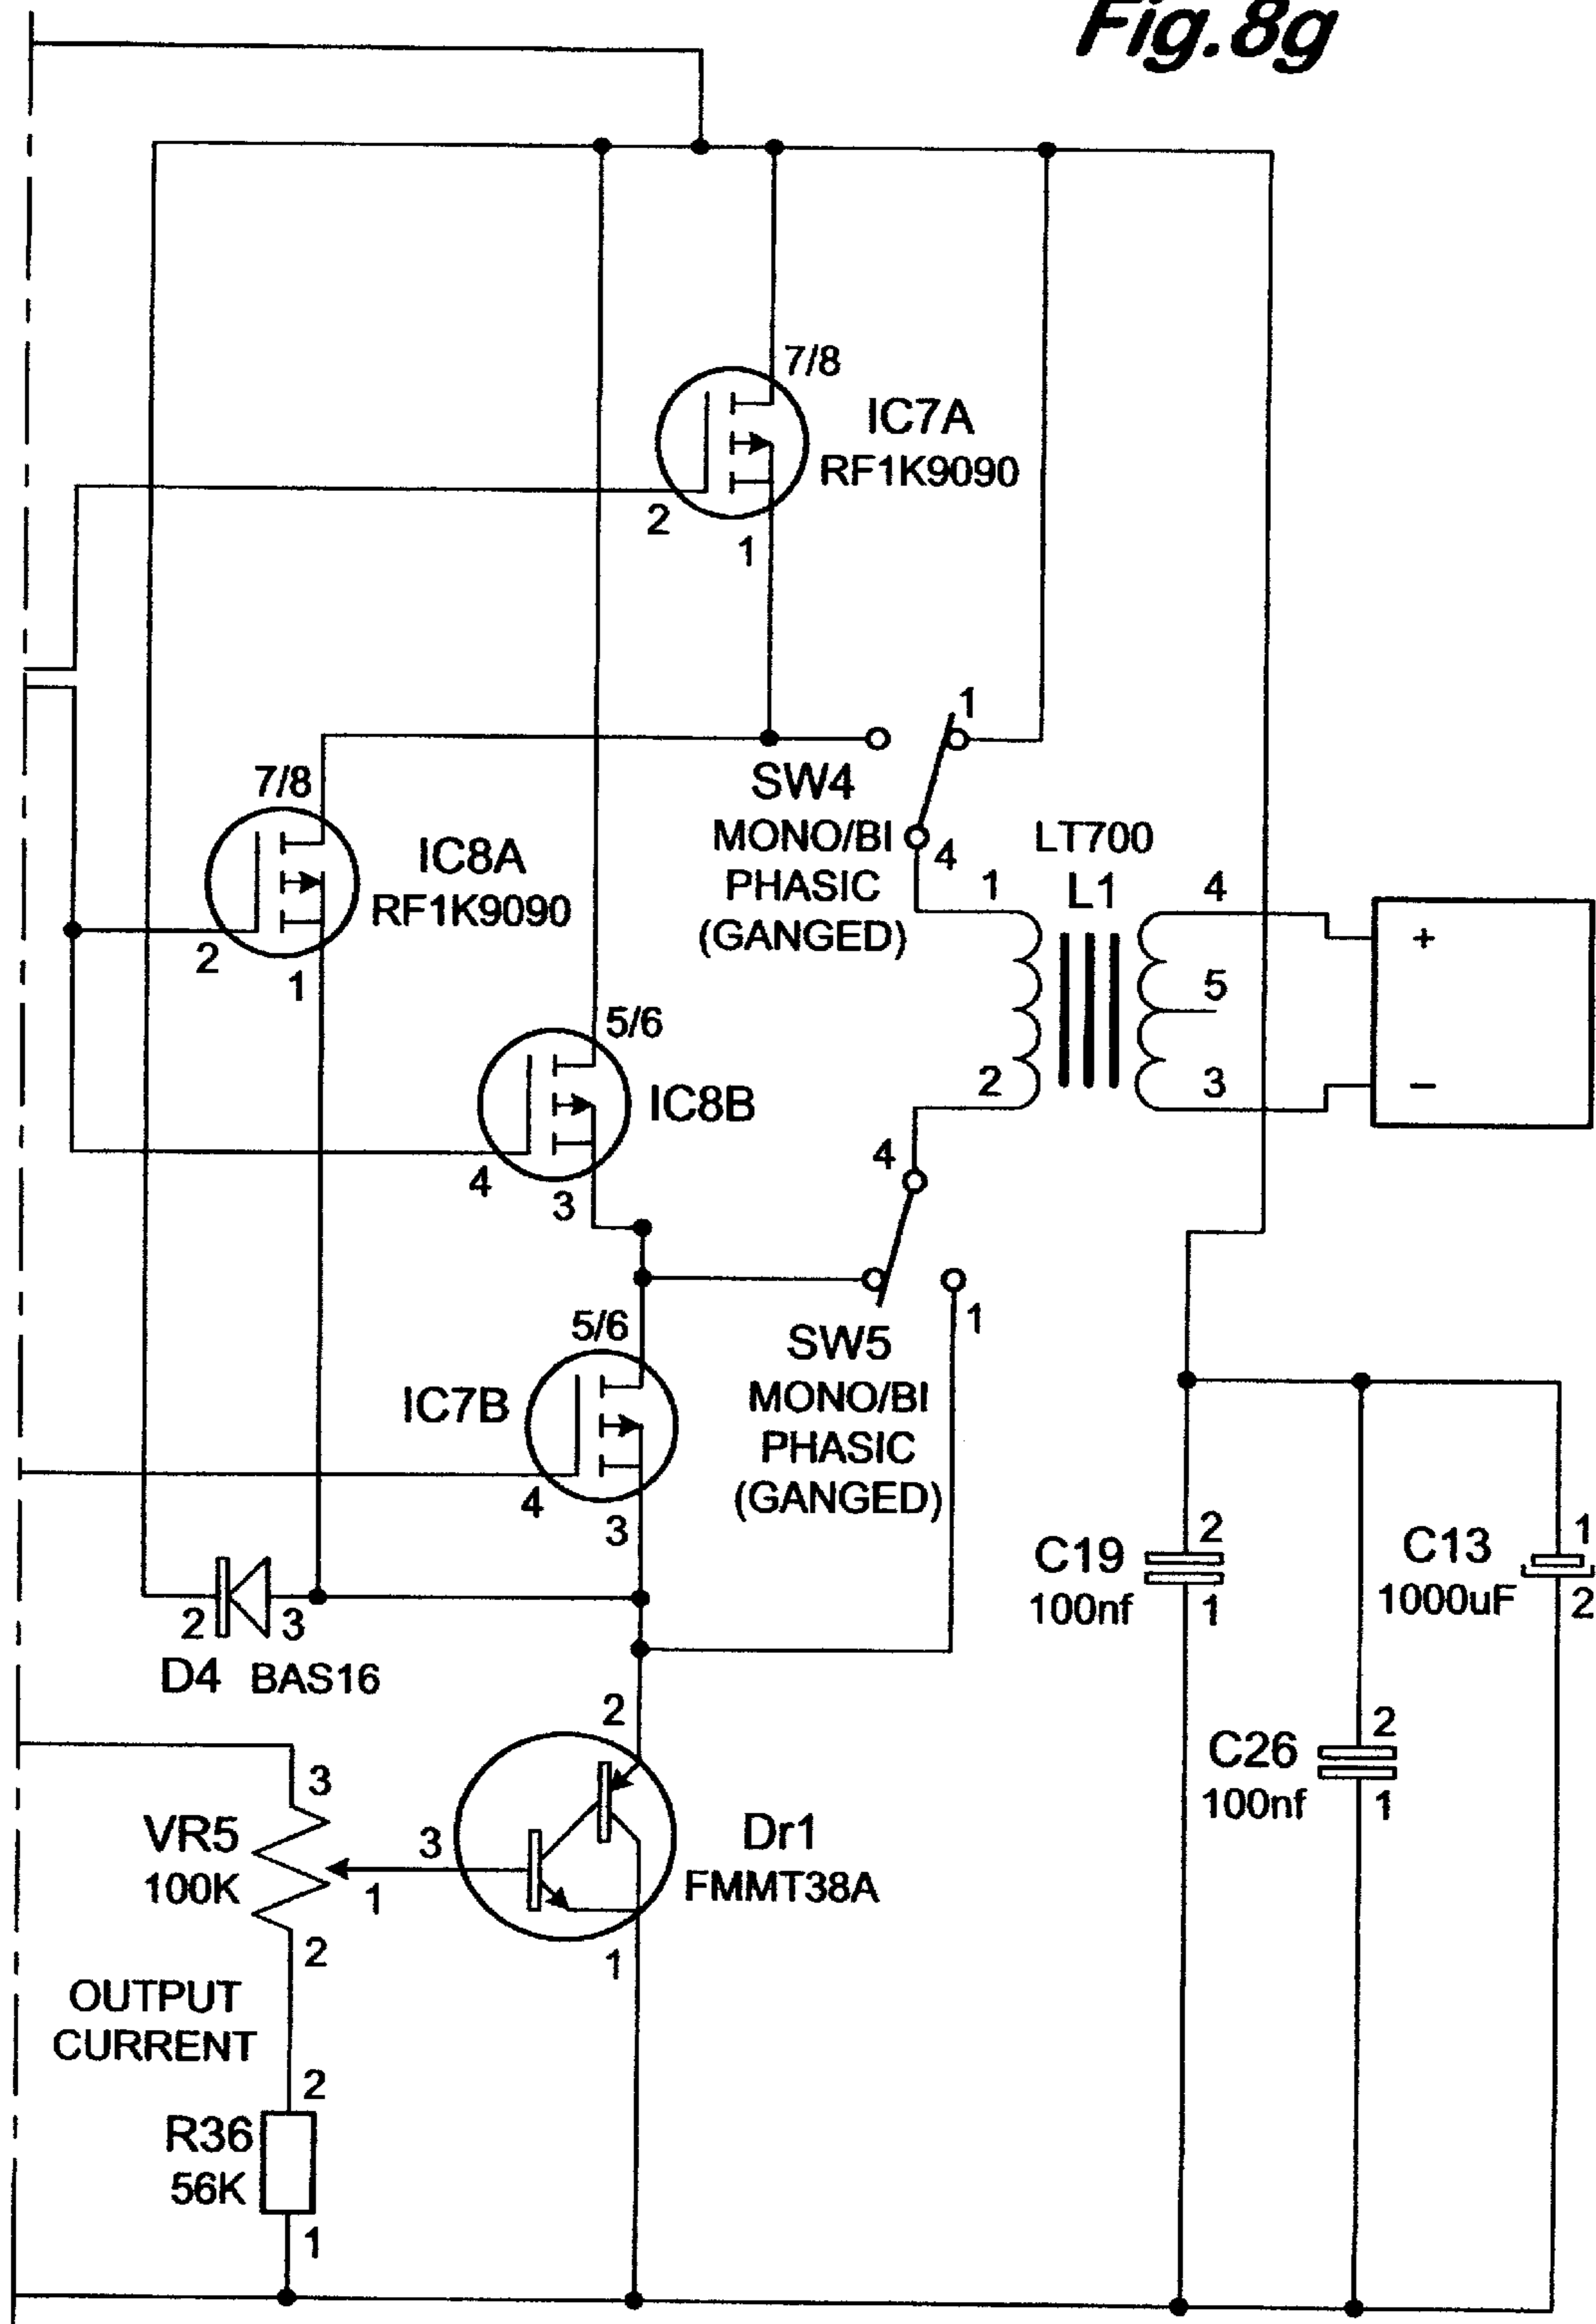 Fig.8g
7/8
IC7A
RF1K9090
2
1
1
7/8
SW4
MONO/BI
PHASIC
(GANGED)
4
LT700
L1
IC8A
RF1K9090
2
1
1
4
+
5
5/6
IC8B
2
3
–
4
3
4
5/6
1
SW5
MONO/BI
PHASIC
(GANGED)
IC7B
4
3
2
C19
100nf
1
C13
1000uF
1
2
2
3
D4 BAS16
2
3
VR5
100K
1
3
Dr1
FMMT38A
2
C26
100nf
1
2
1
OUTPUT
CURRENT
2
R36
56K
1